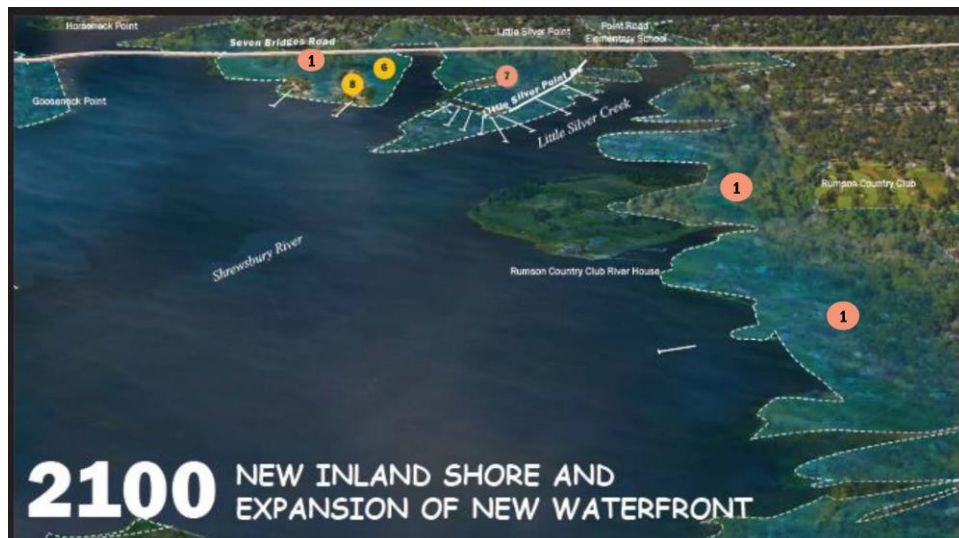 Horseneck Point
Seven Bridges Road
Little Silver Point
Point Road
Elementary School
1
6
8
7
Gooseneck Point
Little Silver Point Rd
Little Silver Creek
1
Rumson Country Club
Shrewsbury River
Rumson Country Club River House
1
2100
NEW INLAND SHORE AND
EXPANSION OF NEW WATERFRONT